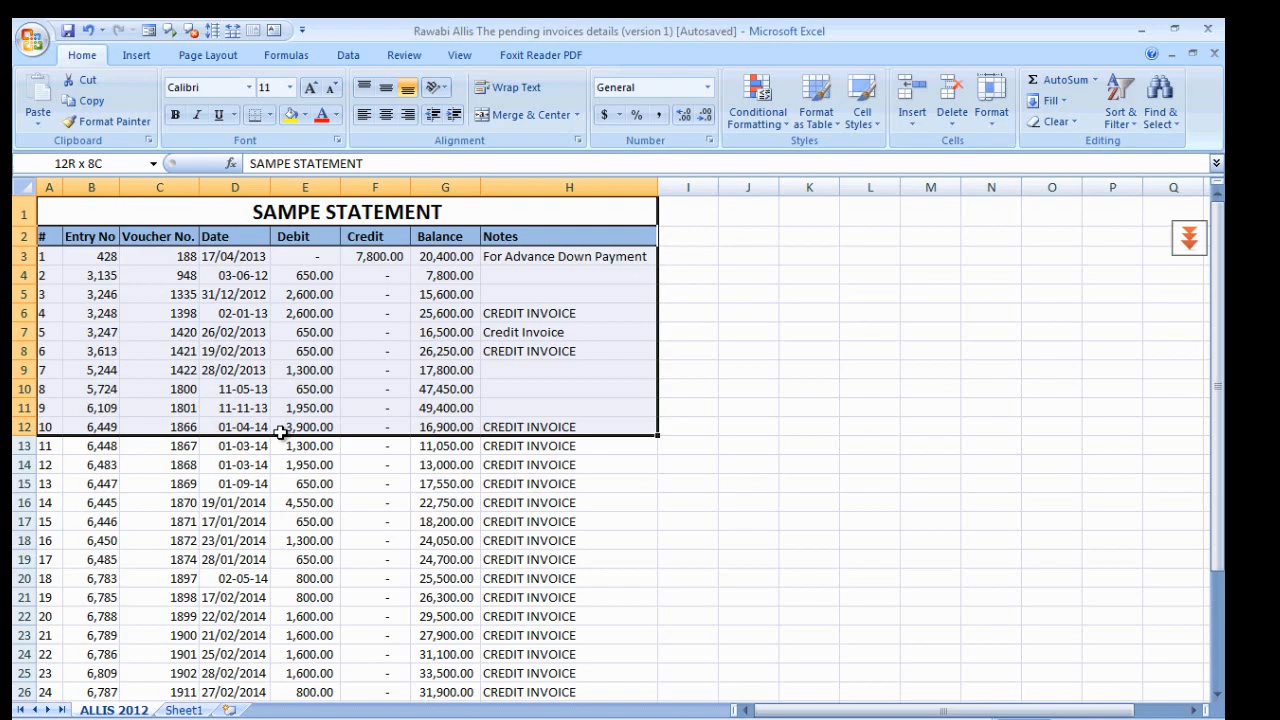 Rawabi Allis The pending invoices details (version 1) [Autosaved] - Microsoft Excel
Home Insert Page Layout Formulas Data Review View Foxit Reader PDF
Cut Calibri 11 A A Wrap Text General Σ AutoSum
Paste Copy Conditional Formatting Format as Table Cell Styles Insert Delete Format Fill Sort & Filter Find & Select
Format Painter B I U A Merge & Center $ % , Clear
Clipboard Font Alignment Number Styles Cells Editing
12R x 8C fx SAMPE STATEMENT
A B C D E F G H I J K L M N O P Q
1 SAMPE STATEMENT
2 # Entry No Voucher No. Date Debit Credit Balance Notes
3 1 428 188 17/04/2013 - 7,800.00 20,400.00 For Advance Down Payment
4 2 3,135 948 03-06-12 650.00 - 7,800.00
5 3 3,246 1335 31/12/2012 2,600.00 - 15,600.00
6 4 3,248 1398 02-01-13 2,600.00 - 25,600.00 CREDIT INVOICE
7 5 3,247 1420 26/02/2013 650.00 - 16,500.00 Credit Invoice
8 6 3,613 1421 19/02/2013 650.00 - 26,250.00 CREDIT INVOICE
9 7 5,244 1422 28/02/2013 1,300.00 - 17,800.00
10 8 5,724 1800 11-05-13 650.00 - 47,450.00
11 9 6,109 1801 11-11-13 1,950.00 - 49,400.00
12 10 6,449 1866 01-04-14 3,900.00 - 16,900.00 CREDIT INVOICE
13 11 6,448 1867 01-03-14 1,300.00 - 11,050.00 CREDIT INVOICE
14 12 6,483 1868 01-03-14 1,950.00 - 13,000.00 CREDIT INVOICE
15 13 6,447 1869 01-09-14 650.00 - 17,550.00 CREDIT INVOICE
16 14 6,445 1870 19/01/2014 4,550.00 - 22,750.00 CREDIT INVOICE
17 15 6,446 1871 17/01/2014 650.00 - 18,200.00 CREDIT INVOICE
18 16 6,450 1872 23/01/2014 1,300.00 - 24,050.00 CREDIT INVOICE
19 17 6,485 1874 28/01/2014 650.00 - 24,700.00 CREDIT INVOICE
20 18 6,783 1897 02-05-14 800.00 - 25,500.00 CREDIT INVOICE
21 19 6,785 1898 17/02/2014 800.00 - 26,300.00 CREDIT INVOICE
22 20 6,788 1899 22/02/2014 1,600.00 - 29,500.00 CREDIT INVOICE
23 21 6,789 1900 21/02/2014 1,600.00 - 27,900.00 CREDIT INVOICE
24 22 6,786 1901 25/02/2014 1,600.00 - 31,100.00 CREDIT INVOICE
25 23 6,809 1902 28/02/2014 1,600.00 - 33,500.00 CREDIT INVOICE
26 24 6,787 1911 27/02/2014 800.00 - 31,900.00 CREDIT INVOICE
ALLIS 2012 Sheet1